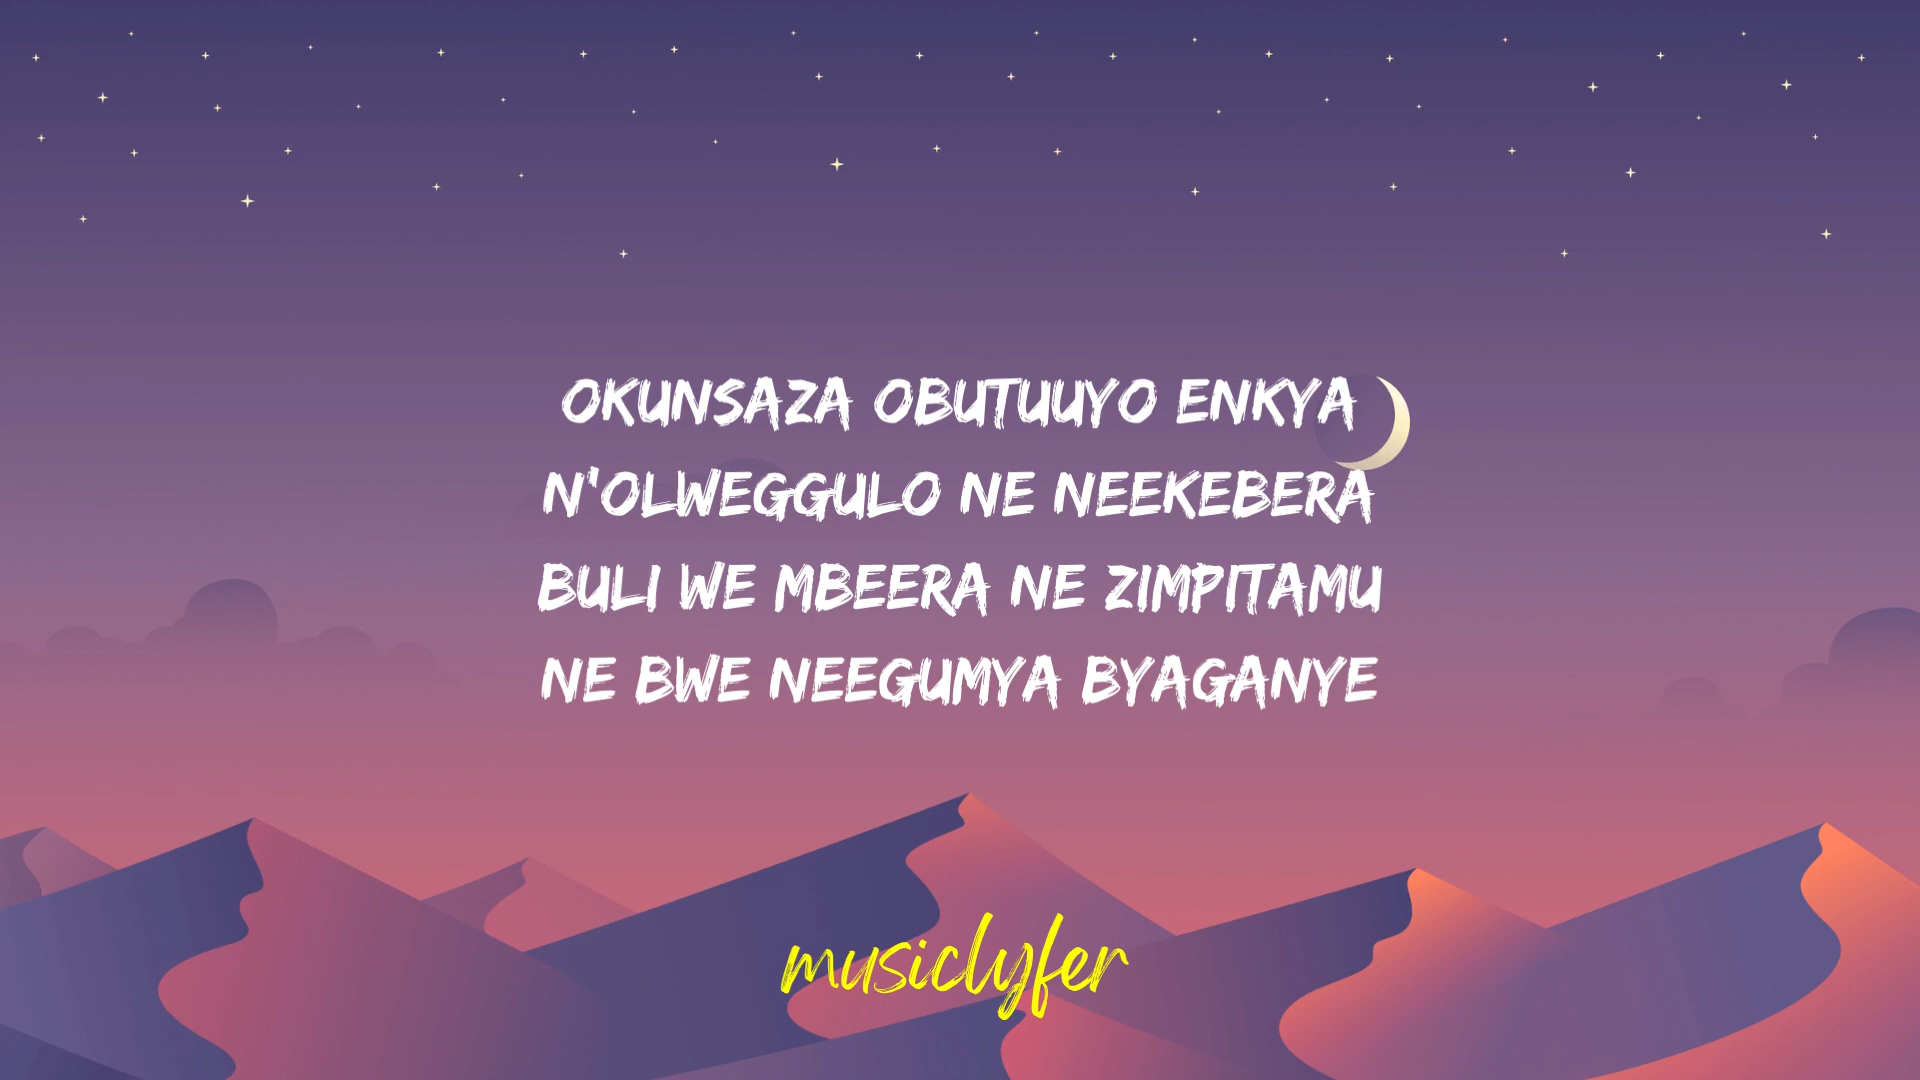 OKUNSAZA OBUTUUYO ENKYA
N'OLWEGGULO NE NEEKEBERA
BULI WE MBEERA NE ZIMPITAMU
NE BWE NEEGUMYA BYAGANYE
musiclyfer